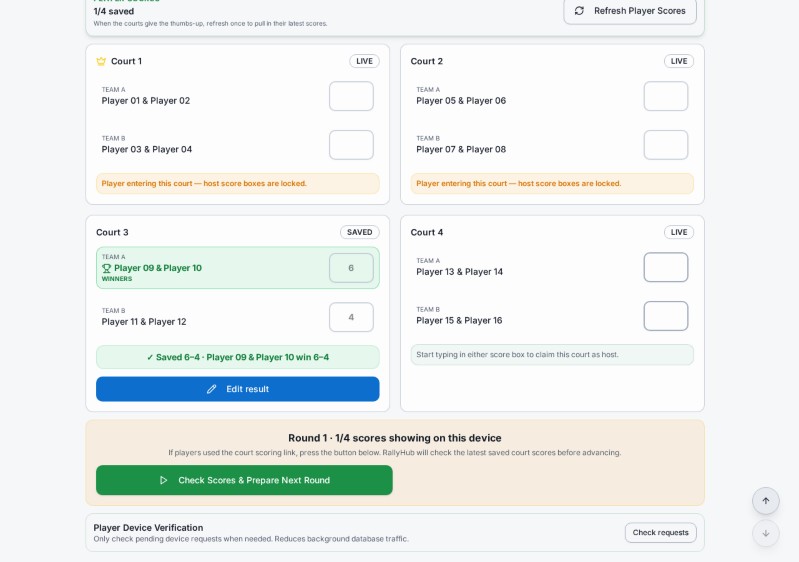 1/4 saved
When the courts give the thumbs-up, refresh once to pull in their latest scores.
Refresh Player Scores
Court 1
LIVE
TEAM A
Player 01 & Player 02
TEAM B
Player 03 & Player 04
Player entering this court — host score boxes are locked.
Court 2
LIVE
TEAM A
Player 05 & Player 06
TEAM B
Player 07 & Player 08
Player entering this court — host score boxes are locked.
Court 3
SAVED
TEAM A
Player 09 & Player 10
WINNERS
6
TEAM B
Player 11 & Player 12
4
✓ Saved 6–4 · Player 09 & Player 10 win 6–4
Edit result
Court 4
LIVE
TEAM A
Player 13 & Player 14
TEAM B
Player 15 & Player 16
Start typing in either score box to claim this court as host.
Round 1 · 1/4 scores showing on this device
If players used the court scoring link, press the button below. RallyHub will check the latest saved court scores before advancing.
Check Scores & Prepare Next Round
Player Device Verification
Only check pending device requests when needed. Reduces background database traffic.
Check requests